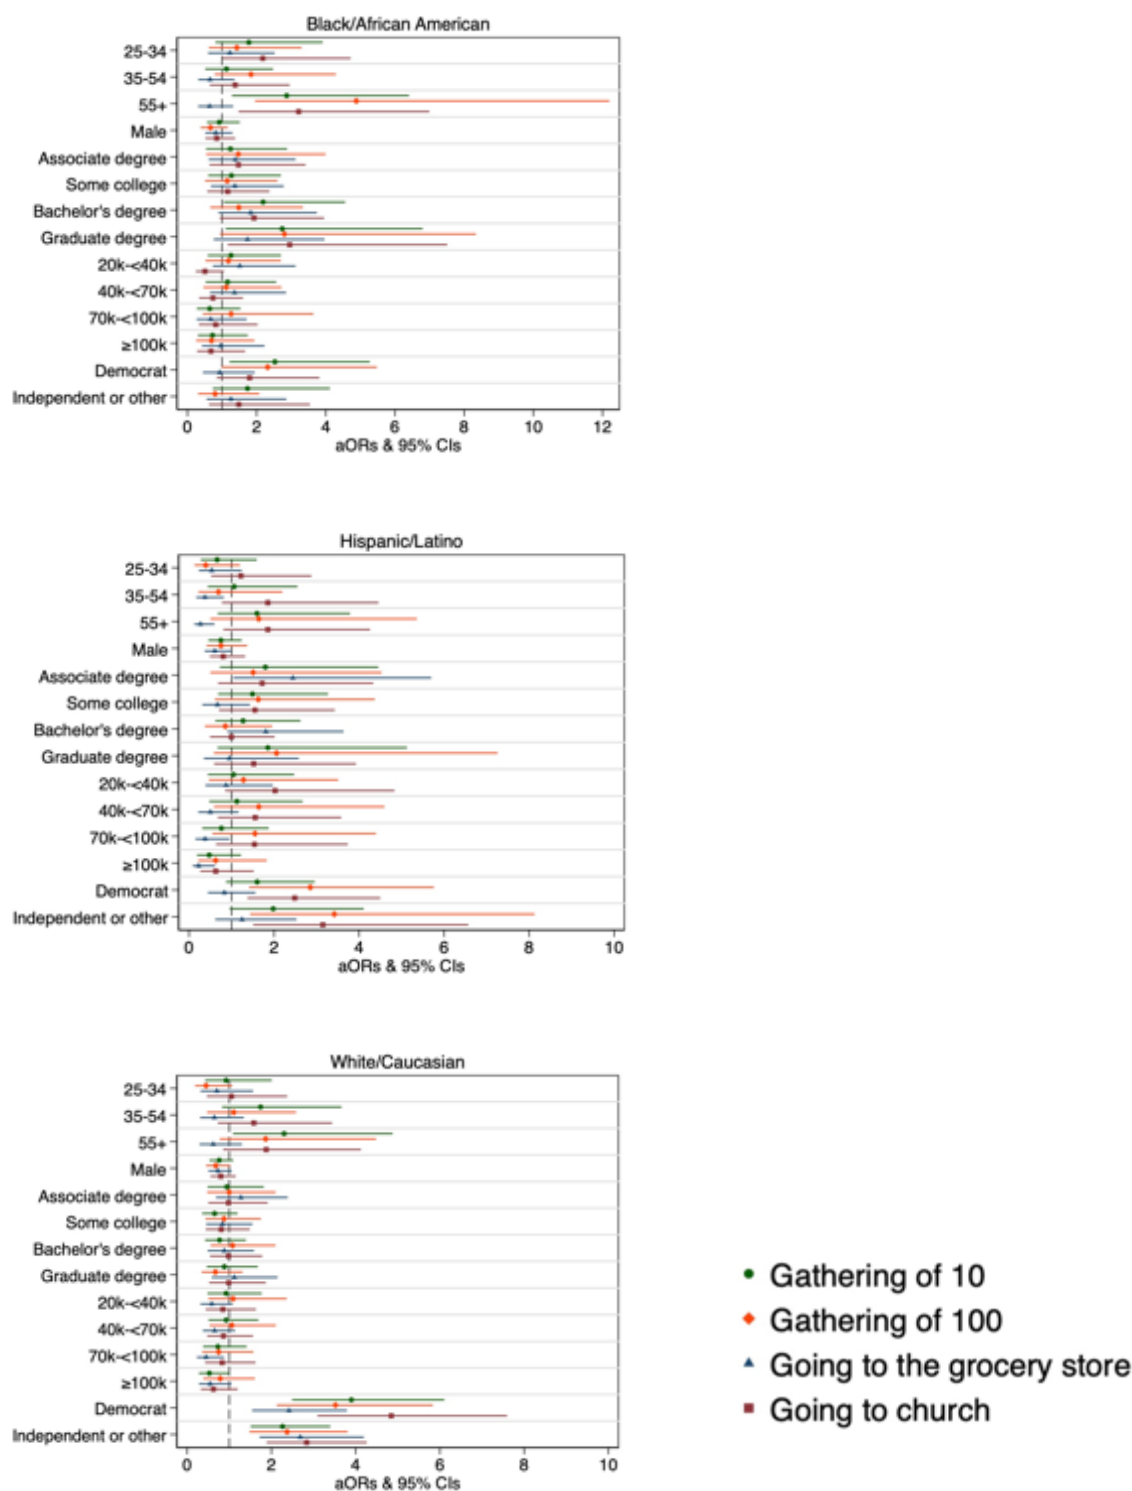 Black/African American
25-34
35-54
55+
Male
Associate degree
Some college
Bachelor's degree
Graduate degree
20k-<40k
40k-<70k
70k-<100k
≥100k
Democrat
Independent or other
0 2 4 6 8 10 12
aORs & 95% CIs
Hispanic/Latino
25-34
35-54
55+
Male
Associate degree
Some college
Bachelor's degree
Graduate degree
20k-<40k
40k-<70k
70k-<100k
≥100k
Democrat
Independent or other
0 2 4 6 8 10
aORs & 95% CIs
White/Caucasian
25-34
35-54
55+
Male
Associate degree
Some college
Bachelor's degree
Graduate degree
20k-<40k
40k-<70k
70k-<100k
≥100k
Democrat
Independent or other
0 2 4 6 8 10
aORs & 95% CIs
Gathering of 10
Gathering of 100
Going to the grocery store
Going to church